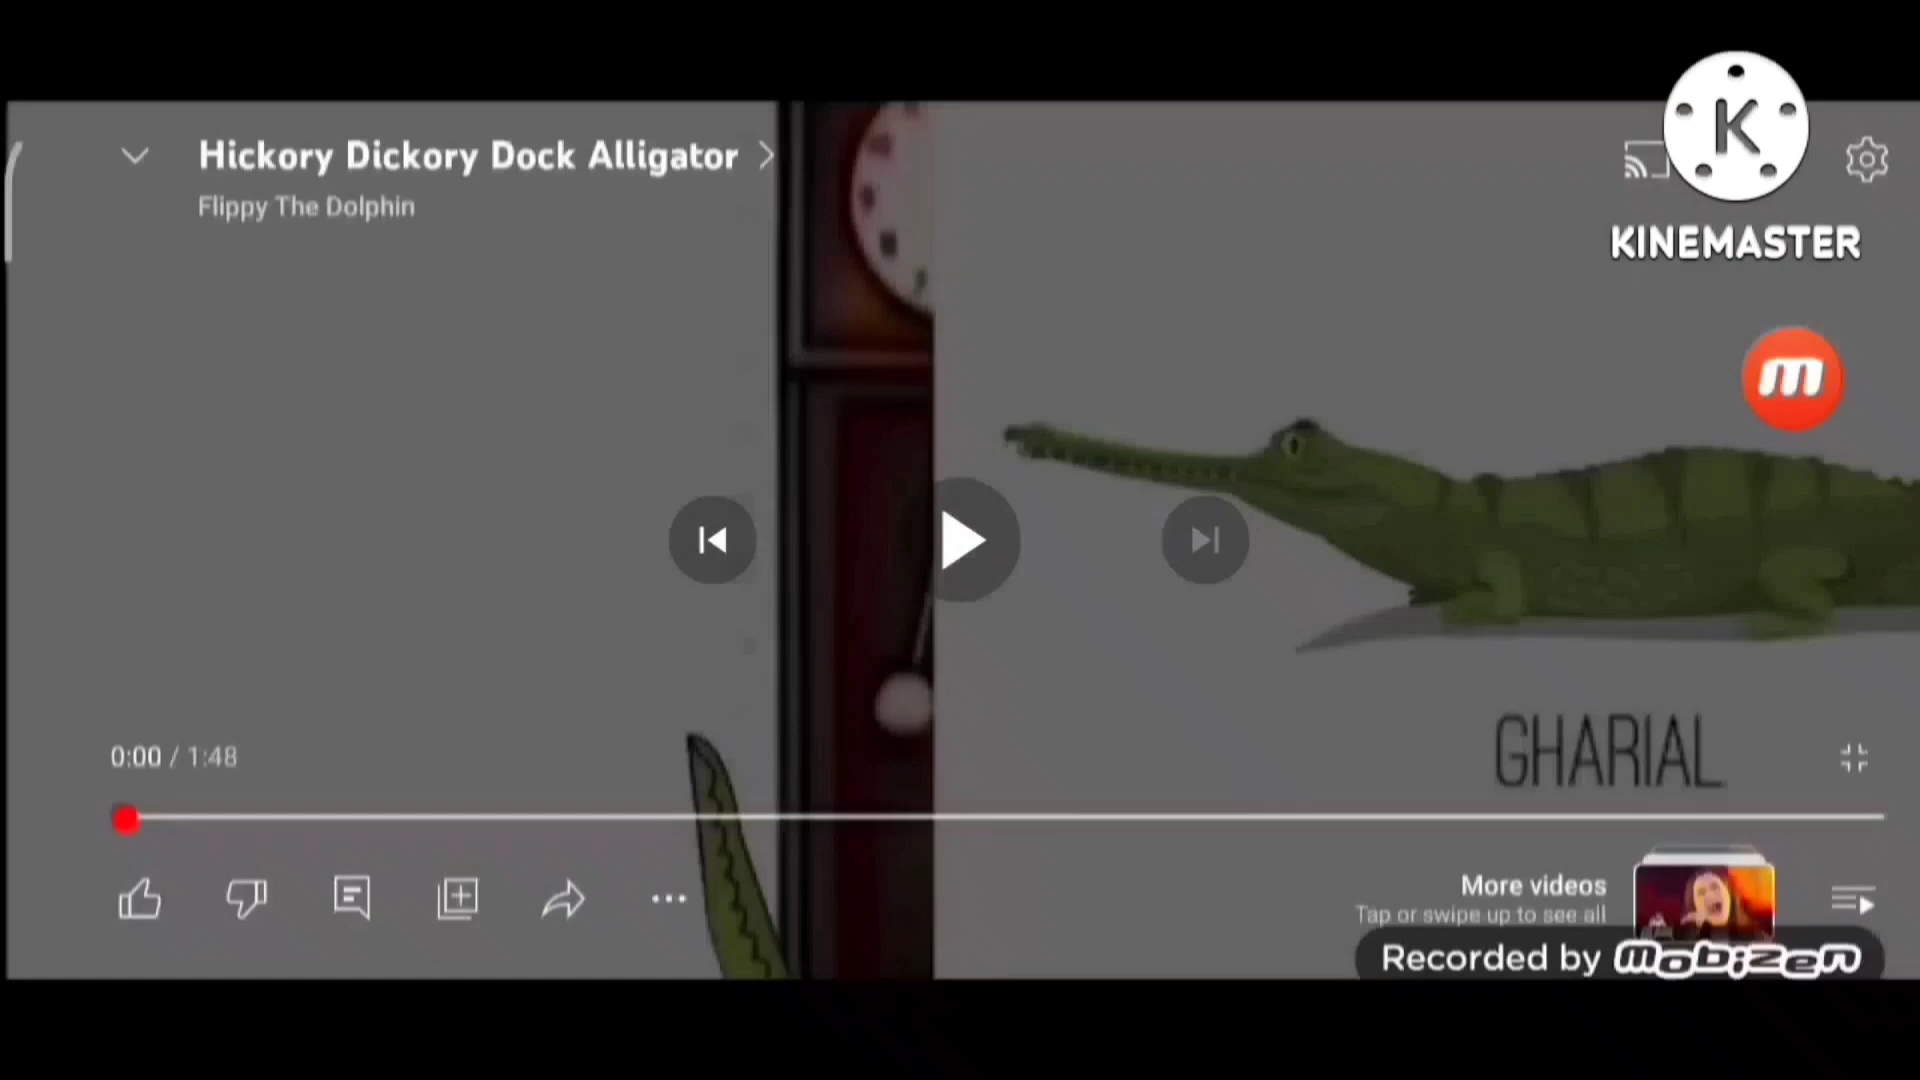 Hickory Dickory Dock Alligator
Flippy The Dolphin
K
KINEMASTER
m
GHARIAL
0:00 / 1:48
More videos
Tap or swipe up to see all
Recorded by mobizen